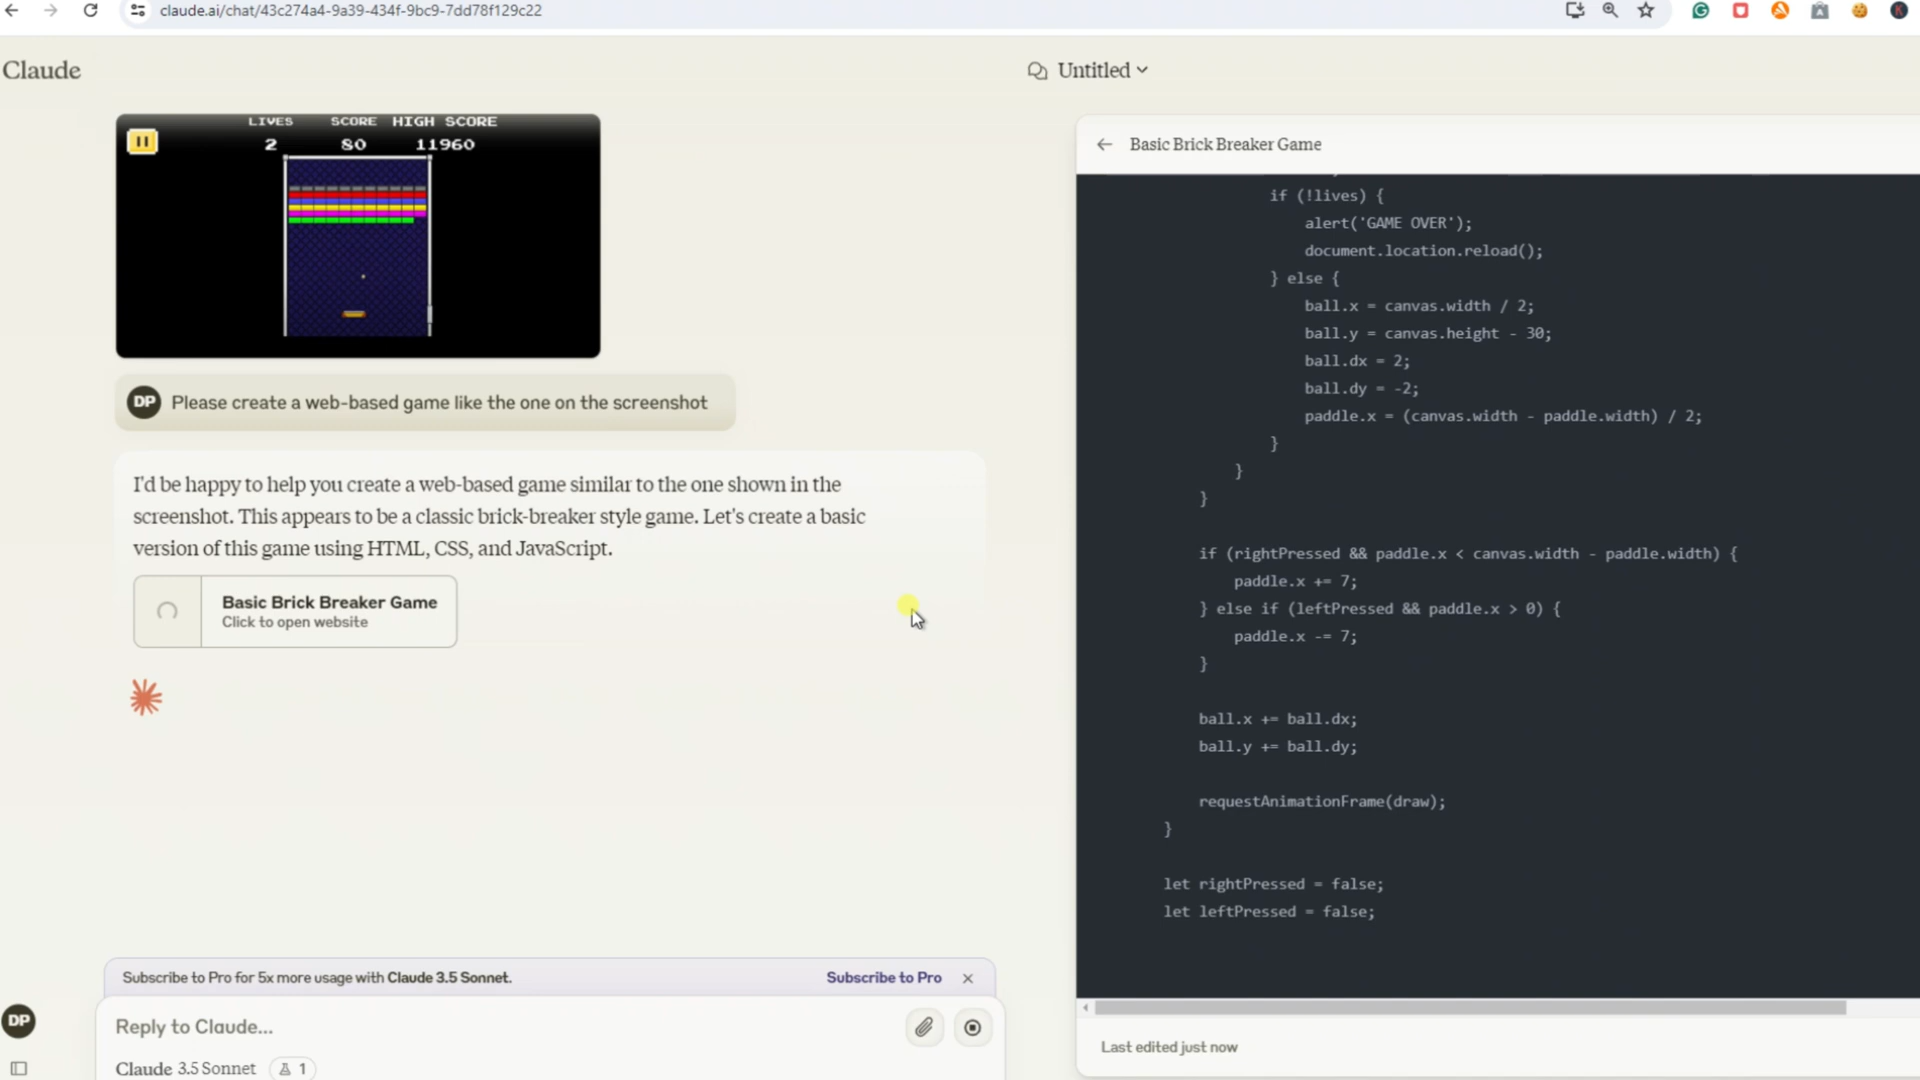 claude.ai/chat/43c274a4-9a39-434f-9bc9-7dd78f129c22
Claude
Untitled
LIVES SCORE HIGH SCORE
2 80 11960
DP Please create a web-based game like the one on the screenshot
I'd be happy to help you create a web-based game similar to the one shown in the
screenshot. This appears to be a classic brick-breaker style game. Let's create a basic
version of this game using HTML, CSS, and JavaScript.
Basic Brick Breaker Game
Click to open website
Subscribe to Pro for 5x more usage with Claude 3.5 Sonnet.
Subscribe to Pro
DP
Reply to Claude...
Claude 3.5 Sonnet
1
Basic Brick Breaker Game
if (!lives) {
alert('GAME OVER');
document.location.reload();
} else {
ball.x = canvas.width / 2;
ball.y = canvas.height - 30;
ball.dx = 2;
ball.dy = -2;
paddle.x = (canvas.width - paddle.width) / 2;
}
}
}
if (rightPressed && paddle.x < canvas.width - paddle.width) {
paddle.x += 7;
} else if (leftPressed && paddle.x > 0) {
paddle.x -= 7;
}
ball.x += ball.dx;
ball.y += ball.dy;
requestAnimationFrame(draw);
}
let rightPressed = false;
let leftPressed = false;
Last edited just now